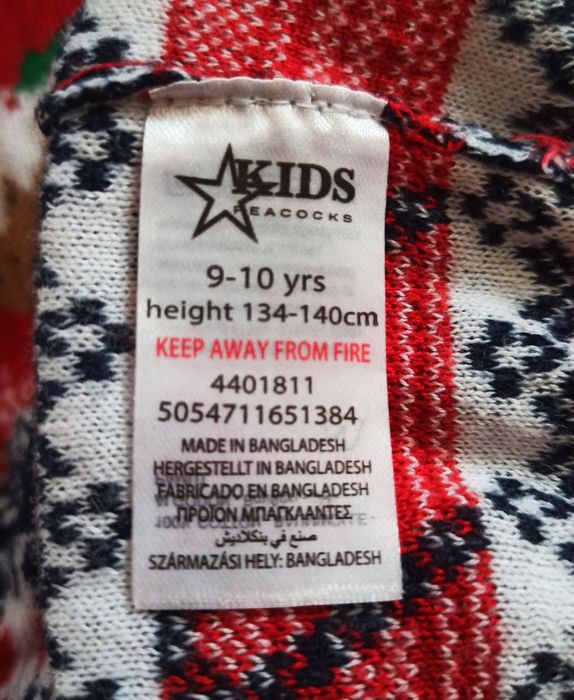 KIDS
PEACOCKS
9-10 yrs
height 134-140cm
KEEP AWAY FROM FIRE
4401811
5054711651384
MADE IN BANGLADESH
HERGESTELLT IN BANGLADESH
FABRICADO EN BANGLADESH
ΠΡΟΪΟΝ ΜΠΑΓΚΛΑΝΤΕΣ
صنع في بنكلاديش
SZÁRMAZÁSI HELY: BANGLADESH